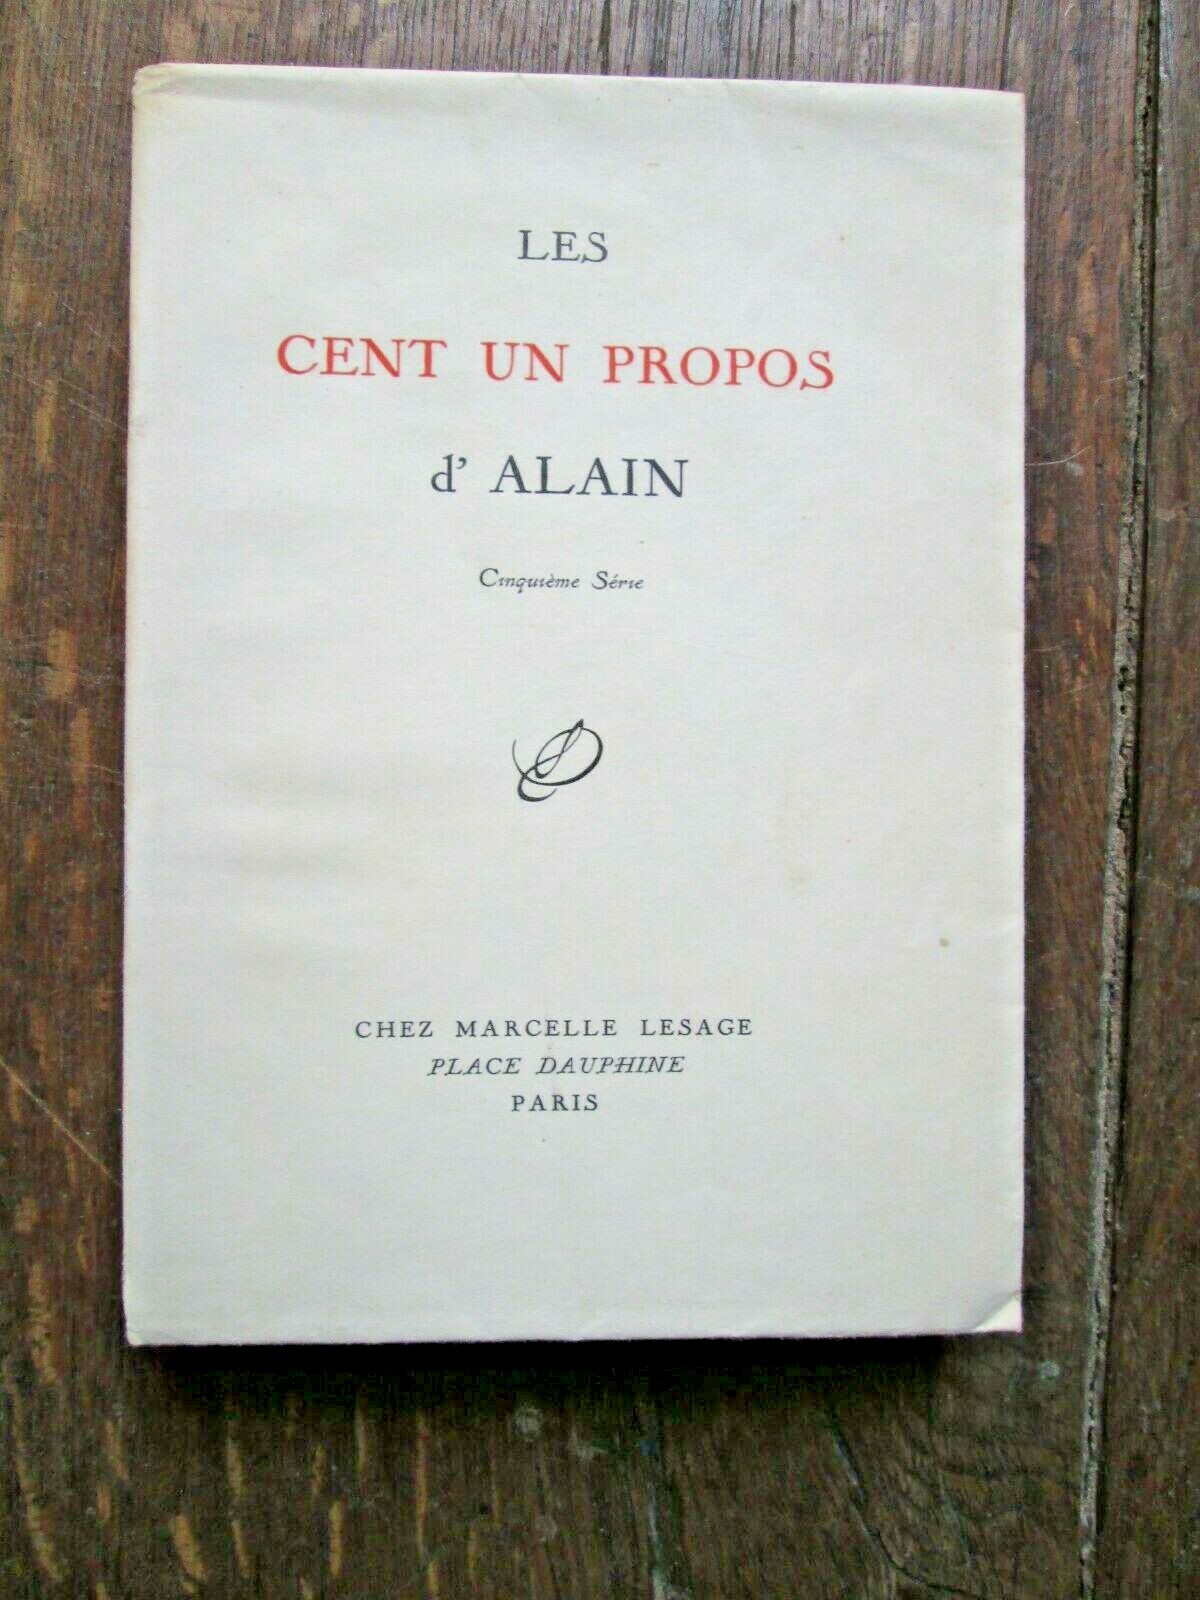 LES
CENT UN PROPOS
d' ALAIN
Cinquième Série
CHEZ MARCELLE LESAGE
PLACE DAUPHINE
PARIS